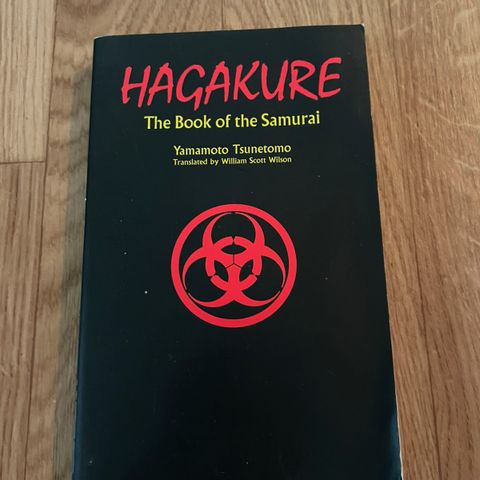 HAGAKURE
The Book of the Samurai
Yamamoto Tsunetomo
Translated by William Scott Wilson